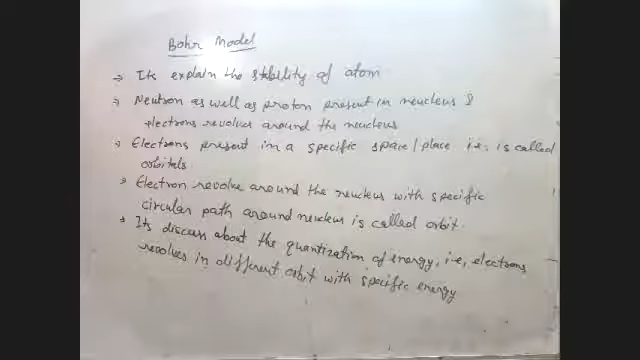 Bohr Model
→ Its explain the stability of atom
→ Neutron as well as proton present in neucleus &
electrons revolves around the neucleus
→ Electrons present in a specific space/place i.e. is called
orbitals.
→ Electron revolve around the neucleus with specific
circular path around neucleus is called orbit.
→ Its discuss about the quantization of energy, i.e, electrons
revolves in different orbit with specific energy